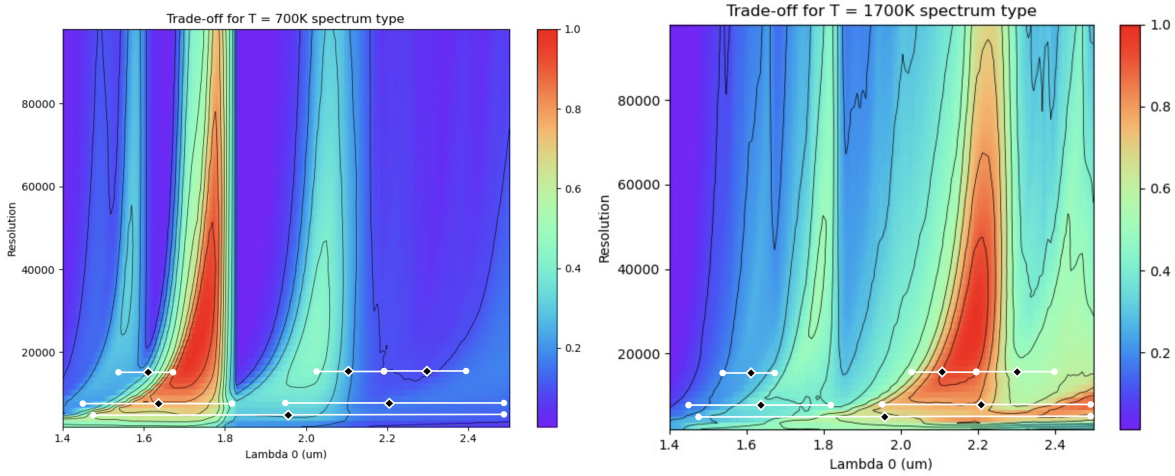 Trade-off for T = 700K spectrum type
Resolution
80000
60000
40000
20000
1.4 1.6 1.8 2.0 2.2 2.4
Lambda 0 (um)
1.0
0.8
0.6
0.4
0.2
Trade-off for T = 1700K spectrum type
Resolution
80000
60000
40000
20000
1.4 1.6 1.8 2.0 2.2 2.4
Lambda 0 (um)
1.0
0.8
0.6
0.4
0.2